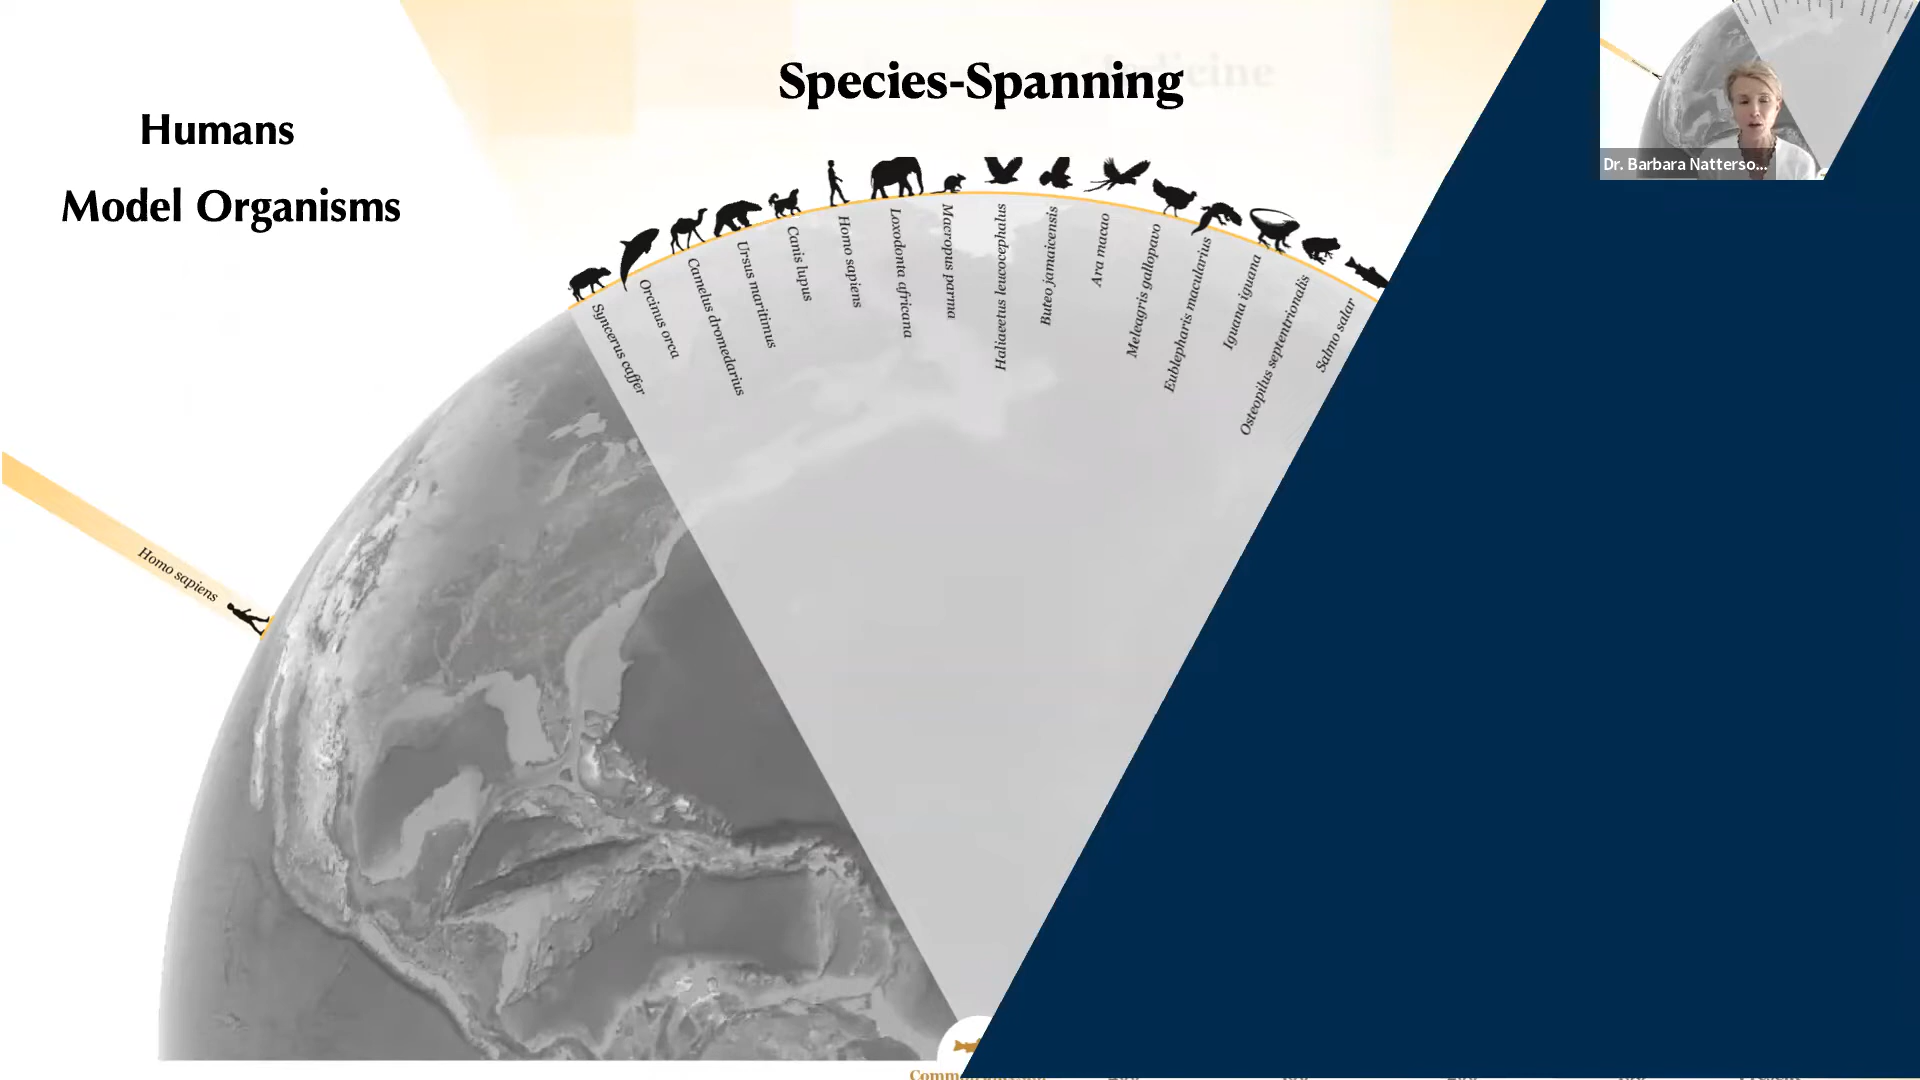 Species-Spanning
Humans
Model Organisms
Dr. Barbara Natterso...
Syncerus caffer
Orcinus orca
Camelus dromedarius
Ursus maritimus
Canis lupus
Homo sapiens
Loxodonta africana
Macropus parma
Haliaeetus leucocephalus
Buteo jamaicensis
Ara macao
Meleagris gallopavo
Eublepharis macularius
Iguana iguana
Osteopilus septentrionalis
Salmo salar
Homo sapiens